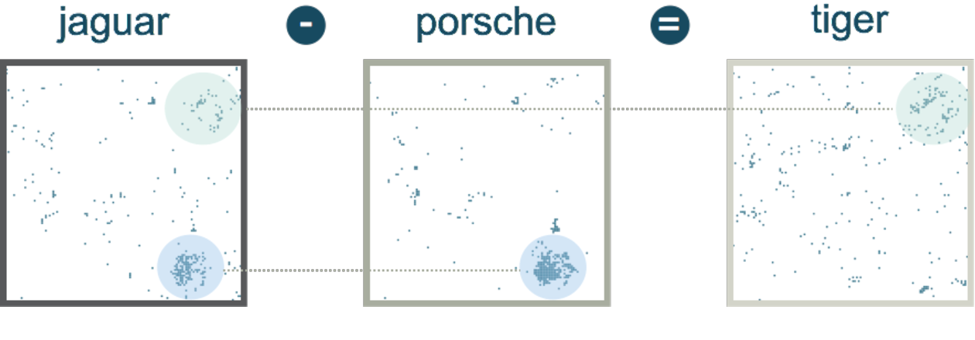 jaguar - porsche = tiger